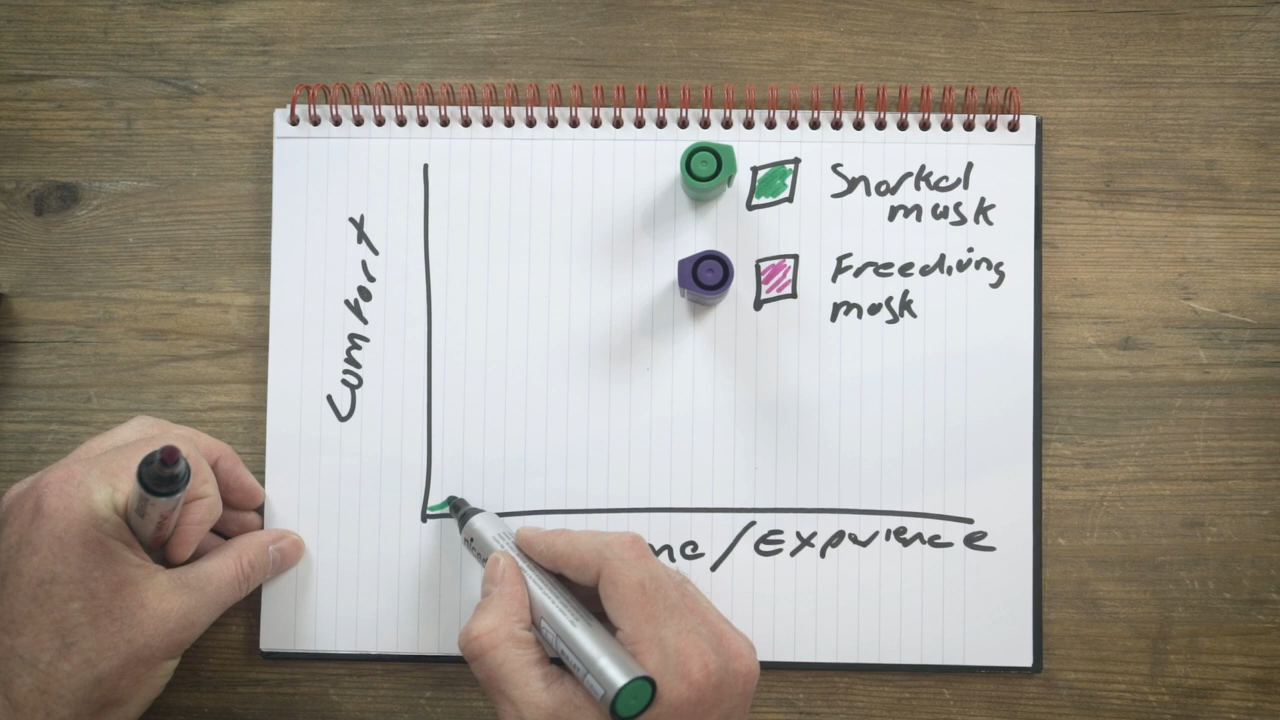 Snorkel
mask
Freediving
mask
Comfort
/Experience